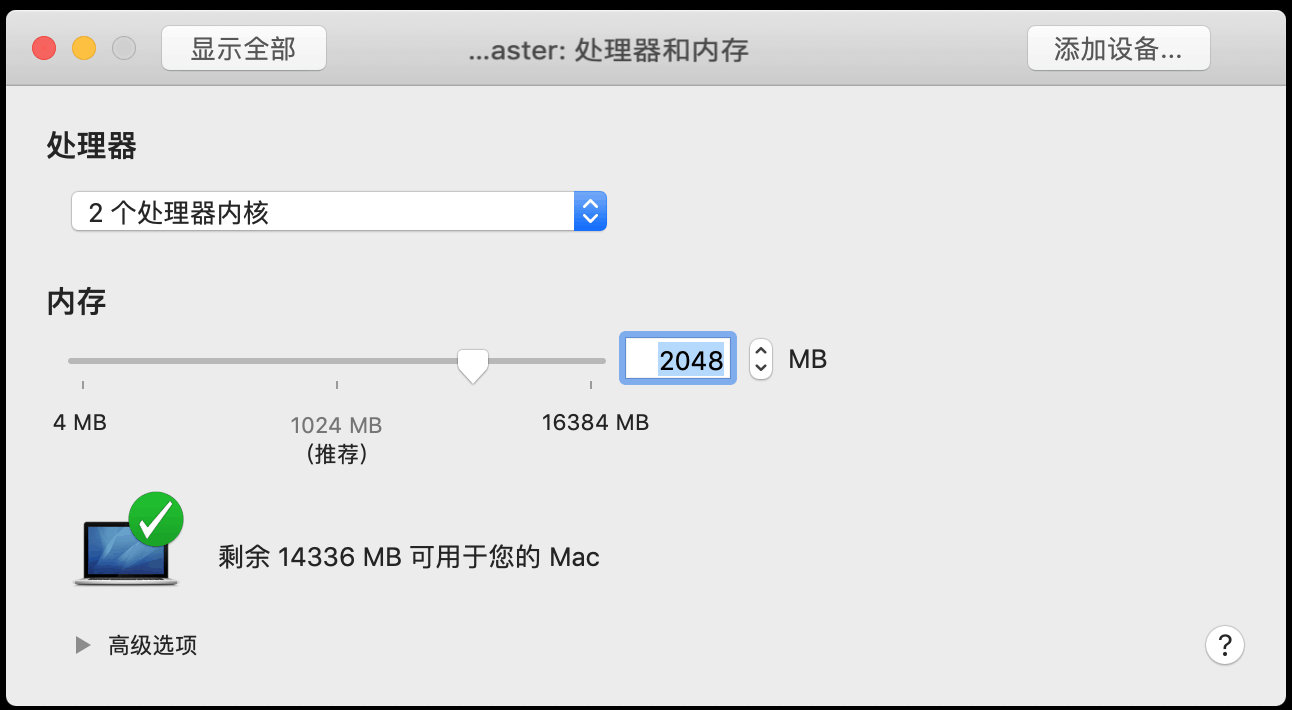 显示全部
...aster: 处理器和内存
添加设备...
处理器
2 个处理器内核
内存
2048 MB
4 MB
1024 MB
(推荐)
16384 MB
剩余 14336 MB 可用于您的 Mac
高级选项
?